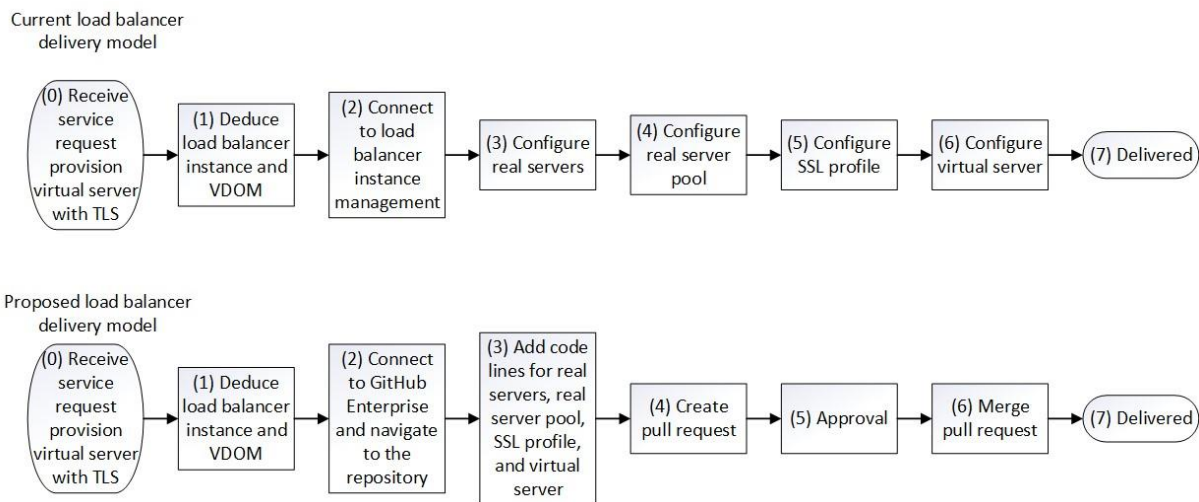 Current load balancer
delivery model
(0) Receive
service
request
provision
virtual server
with TLS
(1) Deduce
load balancer
instance and
VDOM
(2) Connect
to load
balancer
instance
management
(3) Configure
real servers
(4) Configure
real server
pool
(5) Configure
SSL profile
(6) Configure
virtual server
(7) Delivered
Proposed load balancer
delivery model
(0) Receive
service
request
provision
virtual server
with TLS
(1) Deduce
load balancer
instance and
VDOM
(2) Connect
to GitHub
Enterprise
and navigate
to the
repository
(3) Add code
lines for real
servers, real
server pool,
SSL profile,
and virtual
server
(4) Create
pull request
(5) Approval
(6) Merge
pull request
(7) Delivered